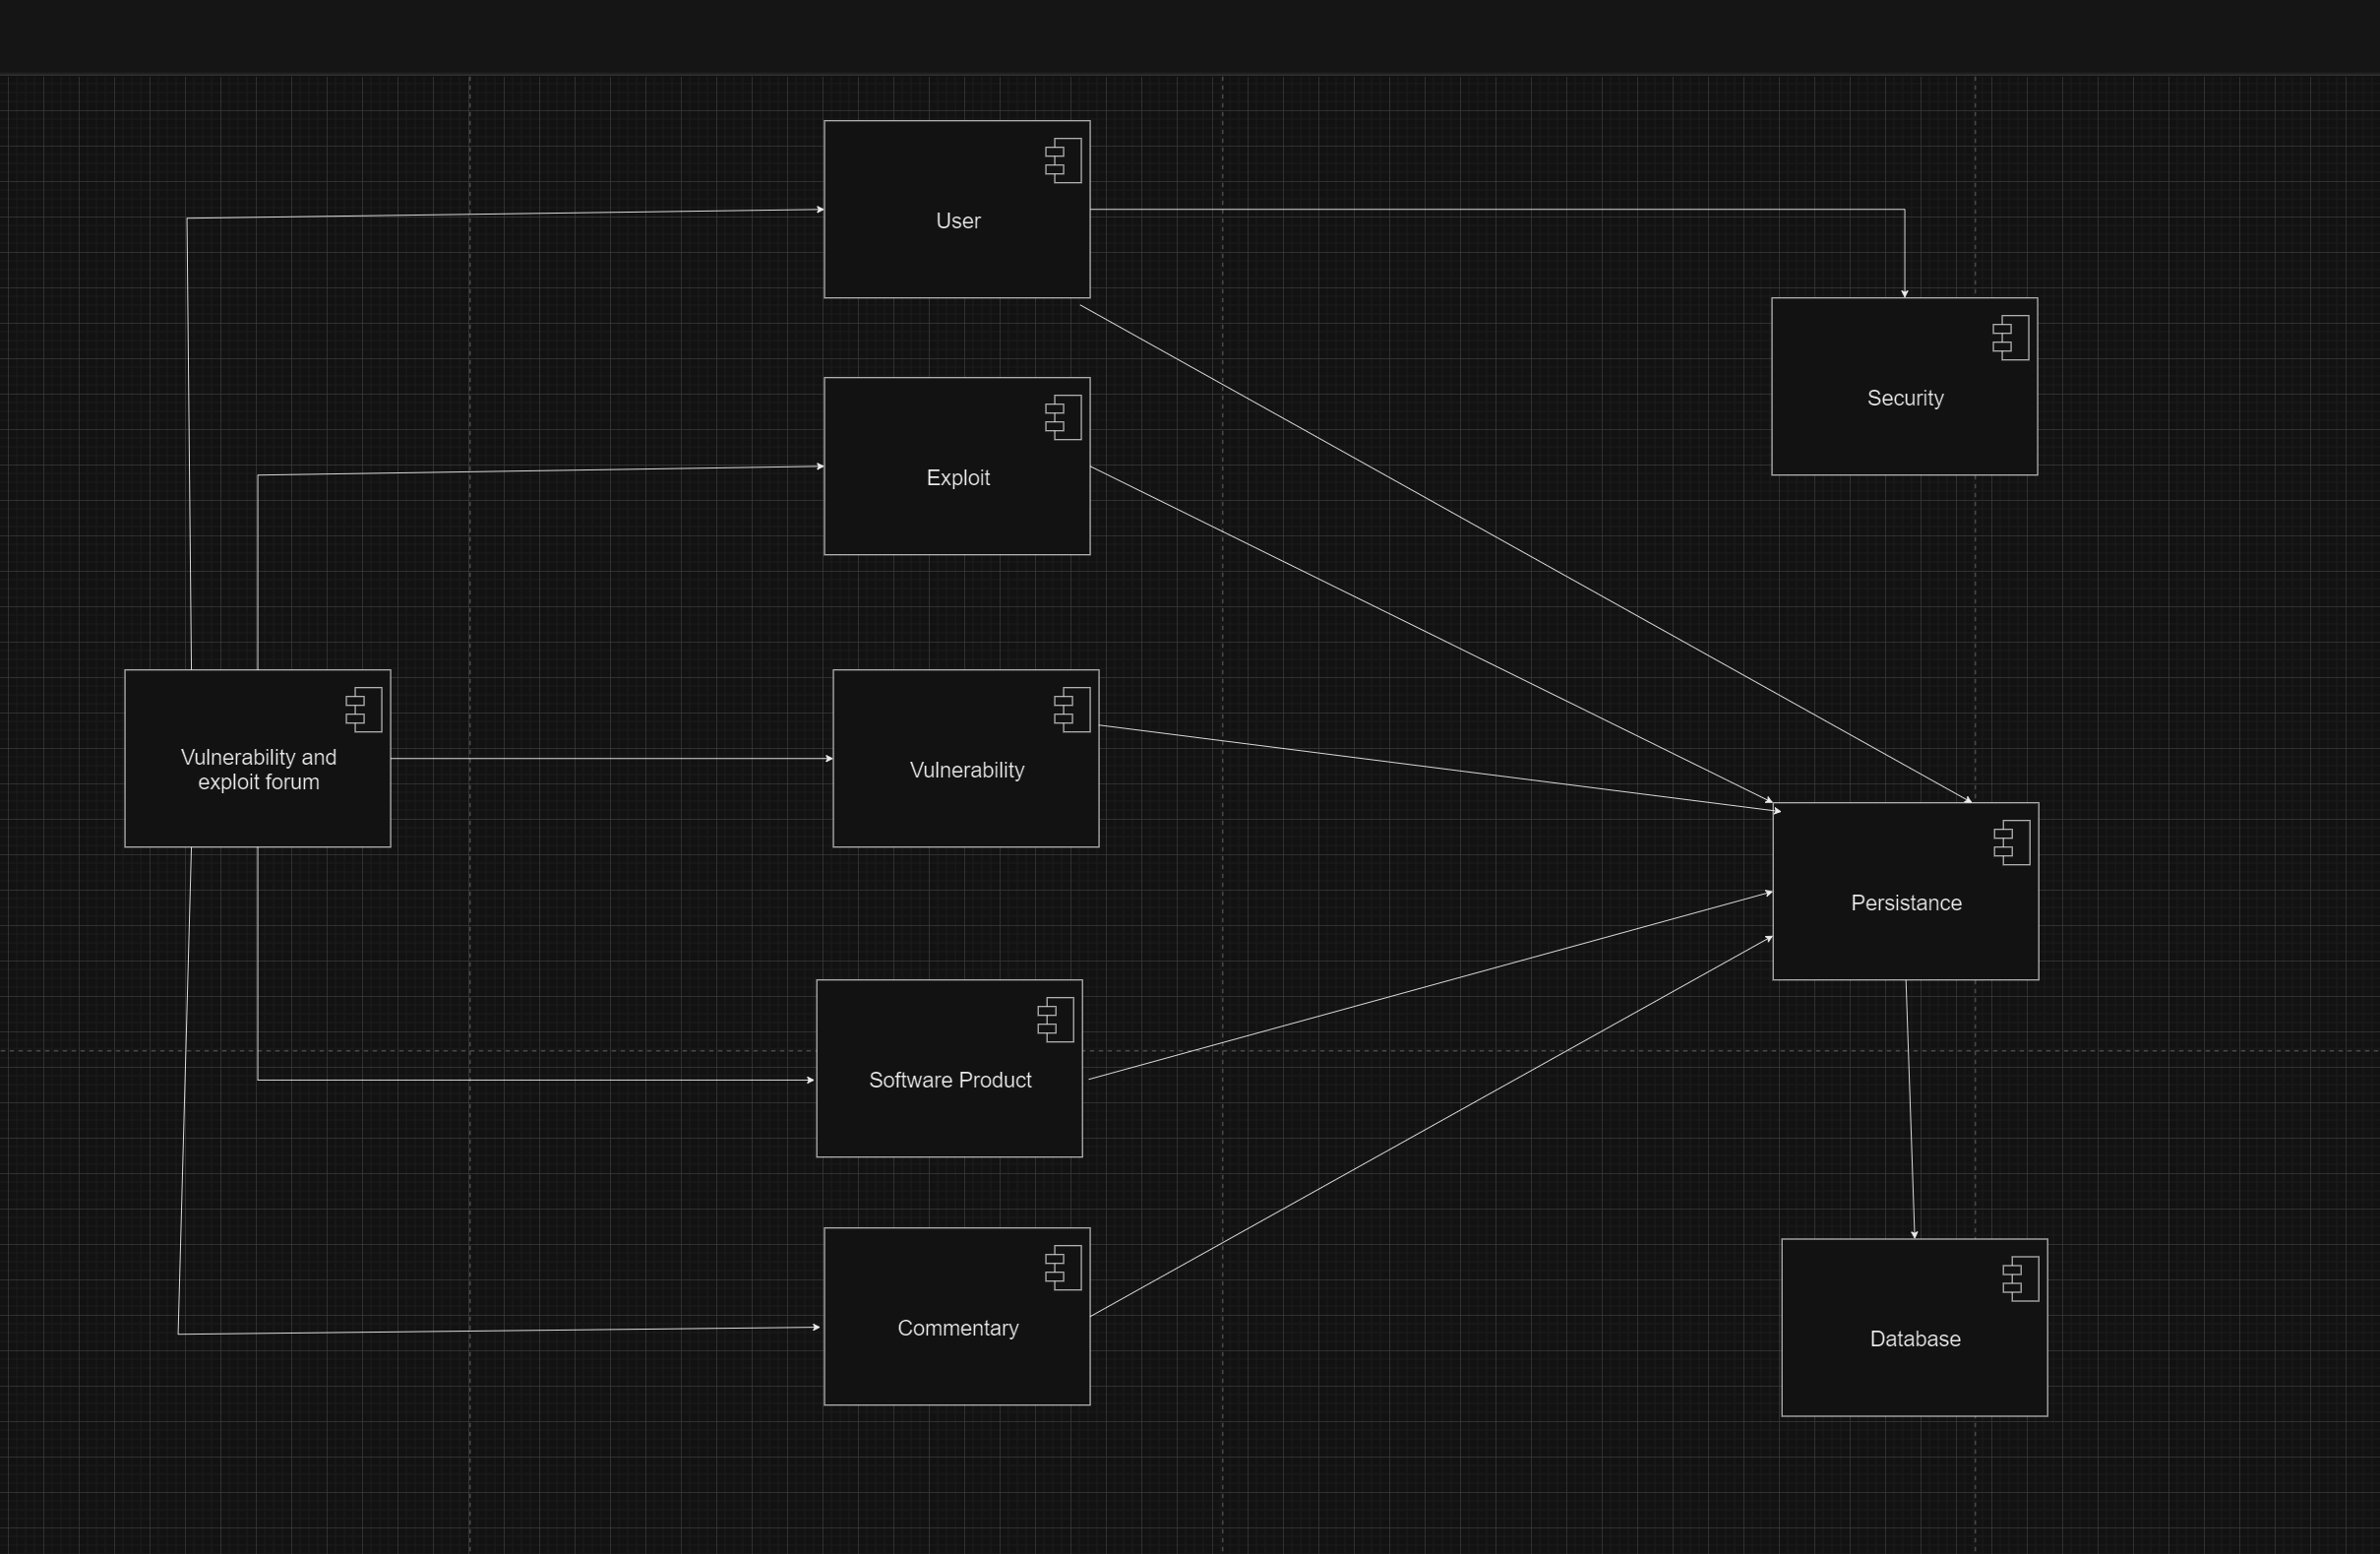 User
Security
Exploit
Vulnerability and
exploit forum
Vulnerability
Persistance
Software Product
Commentary
Database